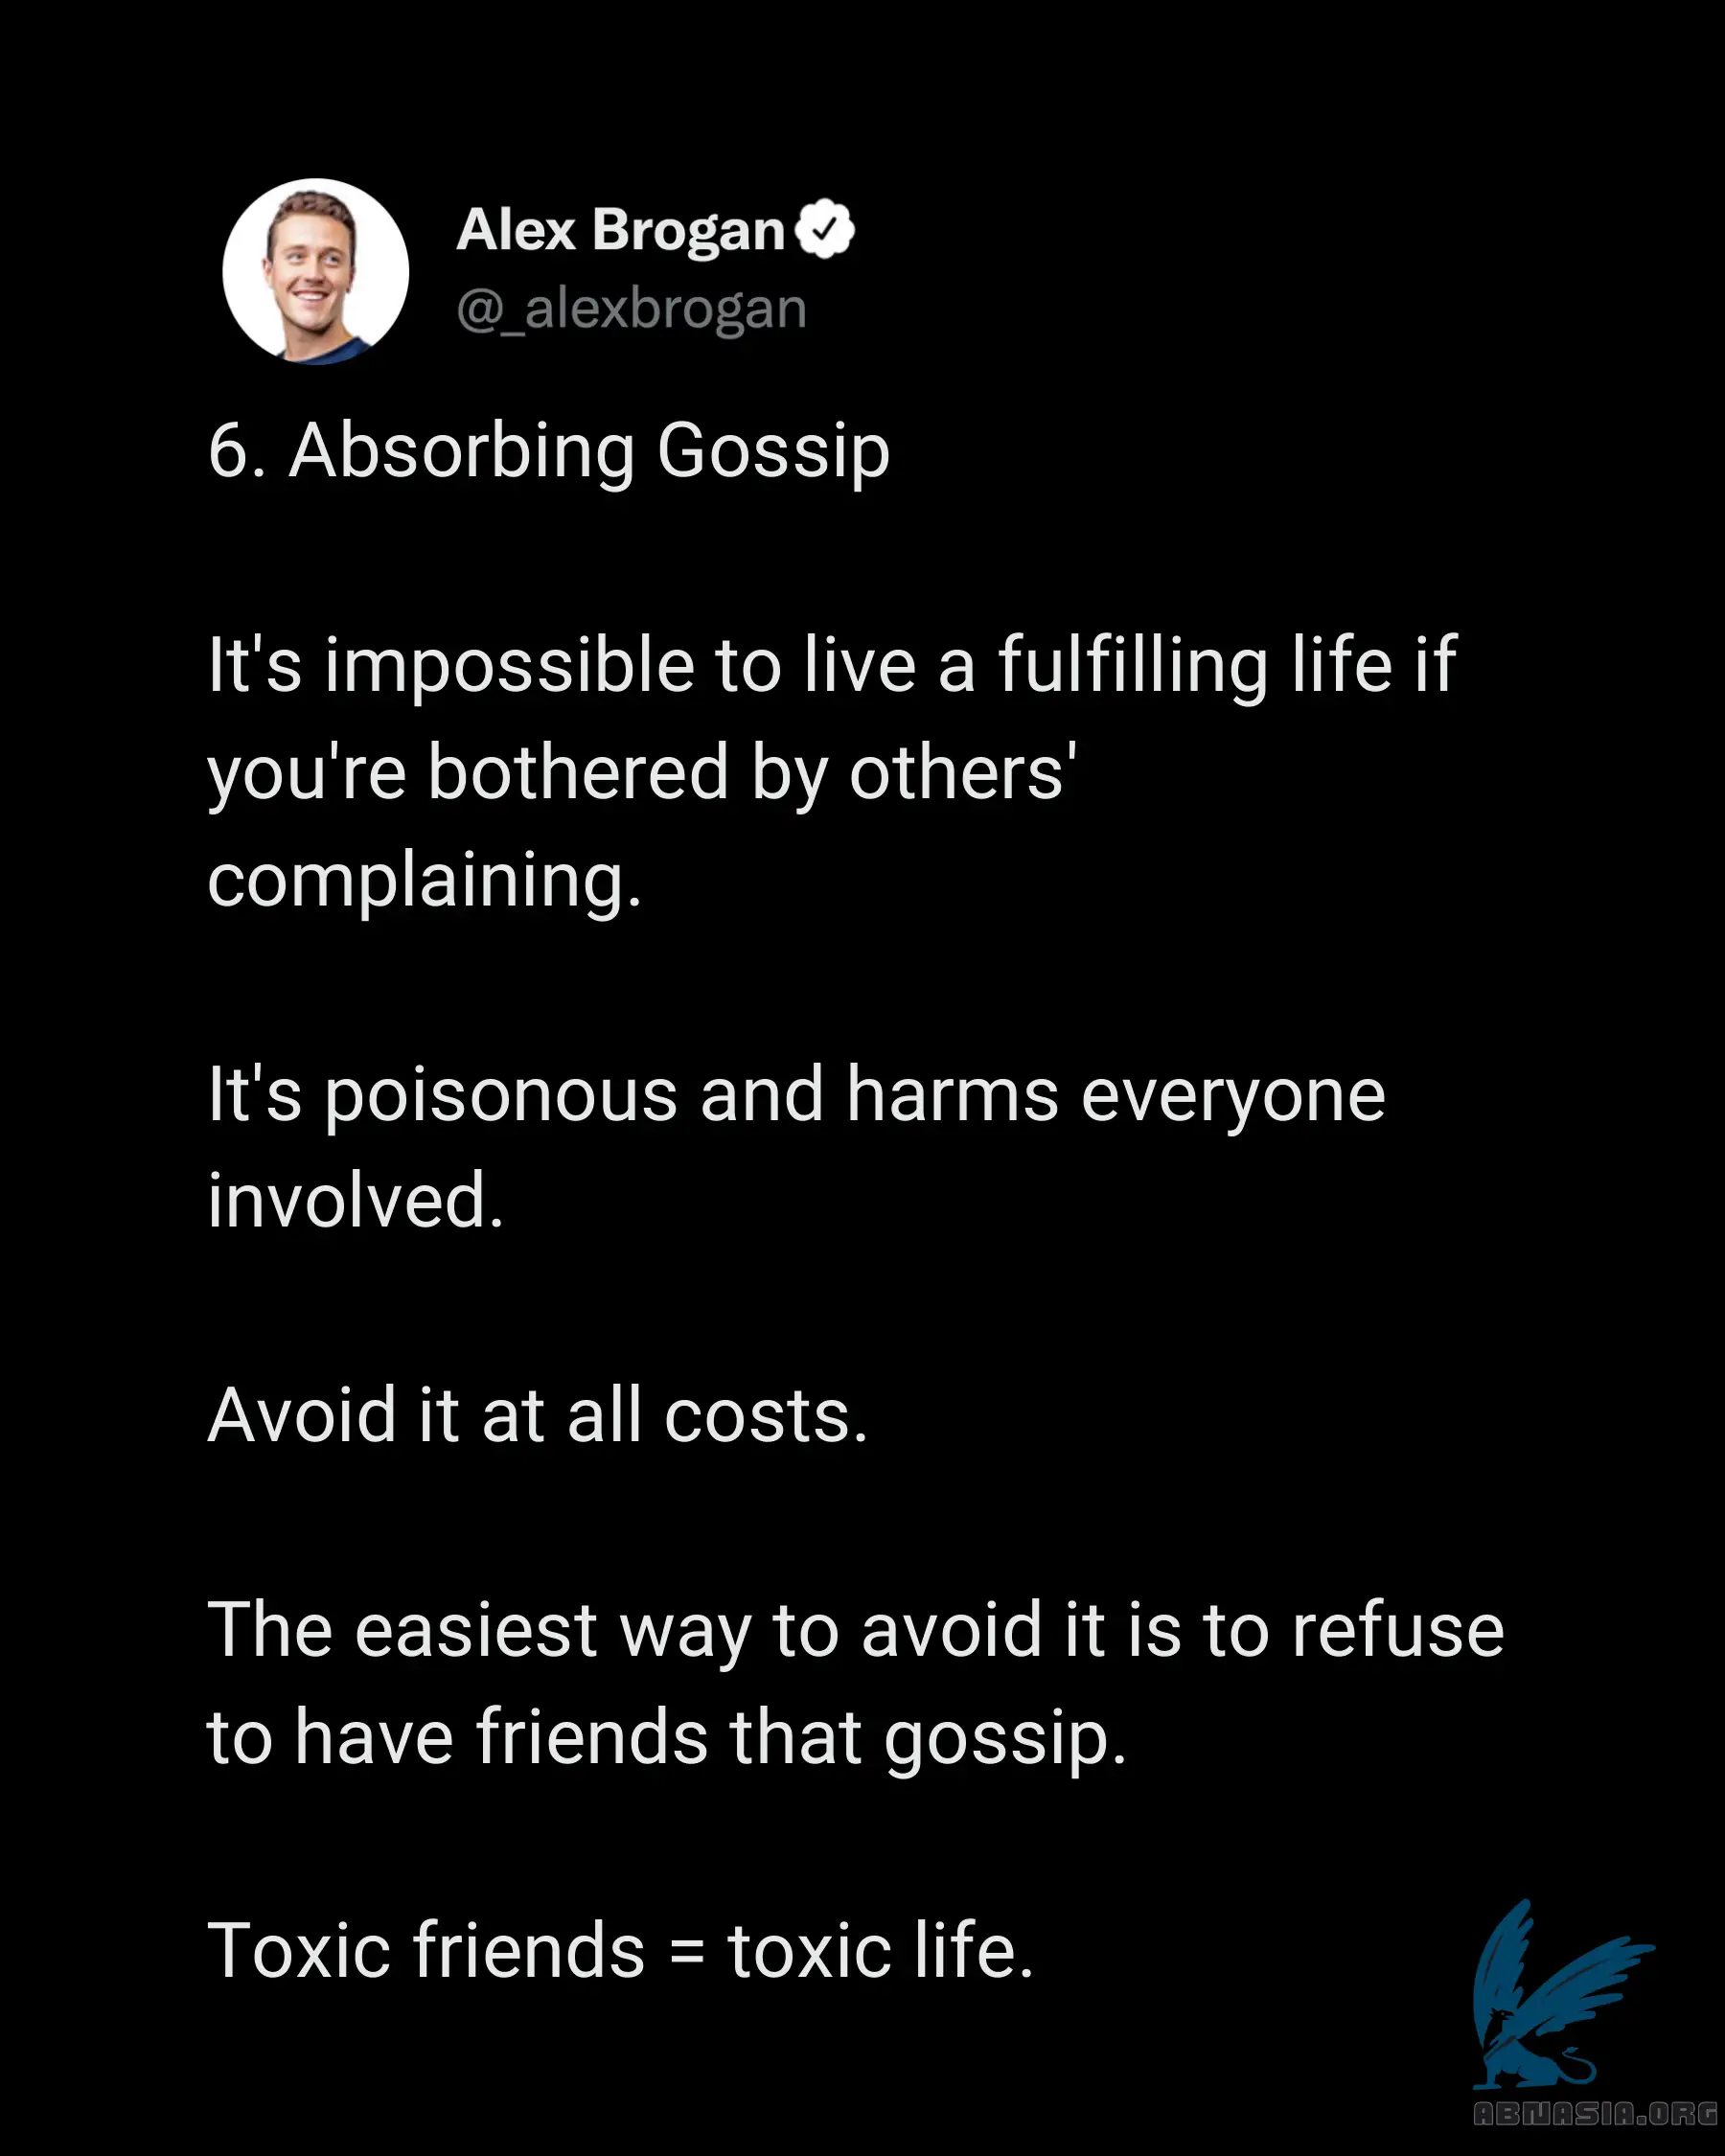 Alex Brogan
@_alexbrogan
6. Absorbing Gossip
It's impossible to live a fulfilling life if
you're bothered by others'
complaining.
It's poisonous and harms everyone
involved.
Avoid it at all costs.
The easiest way to avoid it is to refuse
to have friends that gossip.
Toxic friends = toxic life.
ABNASIA.ORG